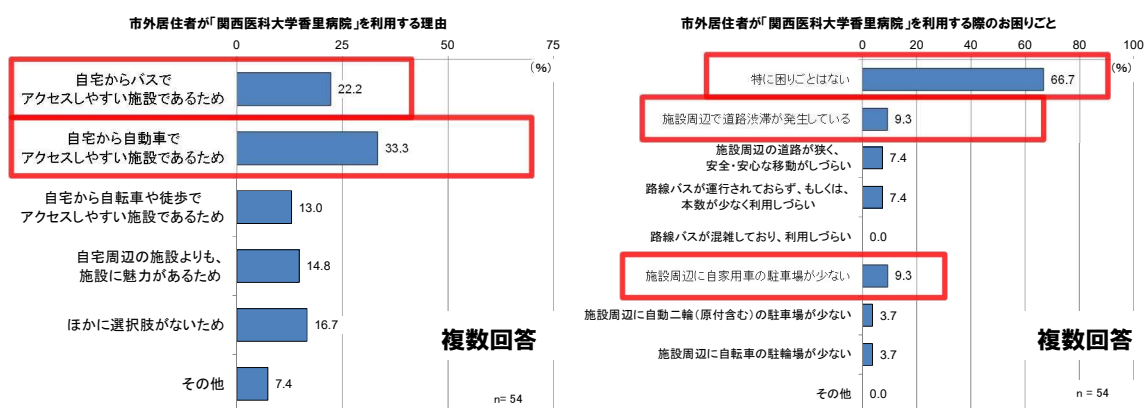 市外居住者が「関西医科大学香里病院」を利用する理由
0
25
50
75
(%)
自宅からバスで
アクセスしやすい施設であるため
22.2
自宅から自動車で
アクセスしやすい施設であるため
33.3
自宅から自転車や徒歩で
アクセスしやすい施設であるため
13.0
自宅周辺の施設よりも、
施設に魅力があるため
14.8
ほかに選択肢がないため
16.7
その他
7.4
複数回答
n= 54
市外居住者が「関西医科大学香里病院」を利用する際のお困りごと
0
20
40
60
80
100
(%)
特に困りごとはない
66.7
施設周辺で道路渋滞が発生している
9.3
施設周辺の道路が狭く、
安全・安心な移動がしづらい
7.4
路線バスが運行されておらず、もしくは、
本数が少なく利用しづらい
7.4
路線バスが混雑しており、利用しづらい
0.0
施設周辺に自家用車の駐車場が少ない
9.3
施設周辺に自動二輪(原付含む)の駐車場が少ない
3.7
施設周辺に自転車の駐輪場が少ない
3.7
その他
0.0
複数回答
n = 54